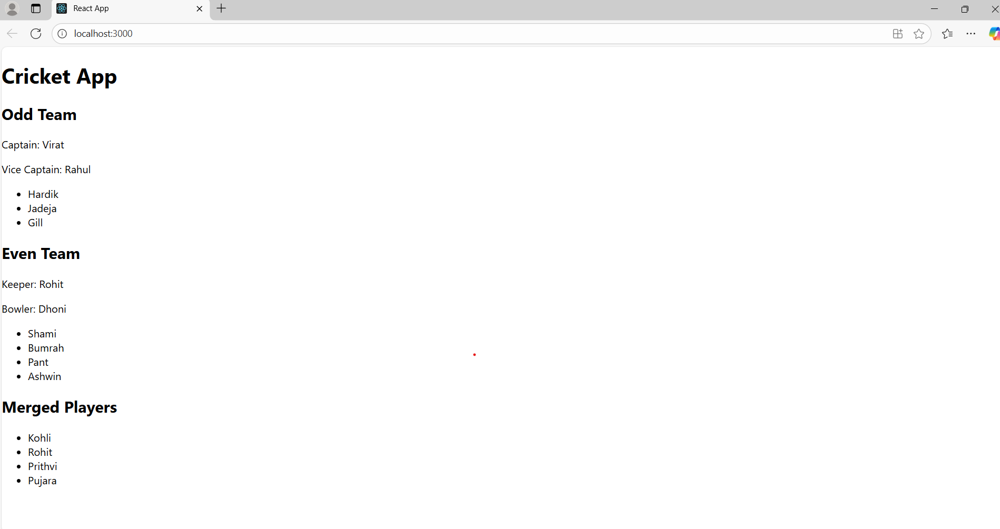 React App
localhost:3000
Cricket App
Odd Team
Captain: Virat
Vice Captain: Rahul
Hardik
Jadeja
Gill
Even Team
Keeper: Rohit
Bowler: Dhoni
Shami
Bumrah
Pant
Ashwin
Merged Players
Kohli
Rohit
Prithvi
Pujara